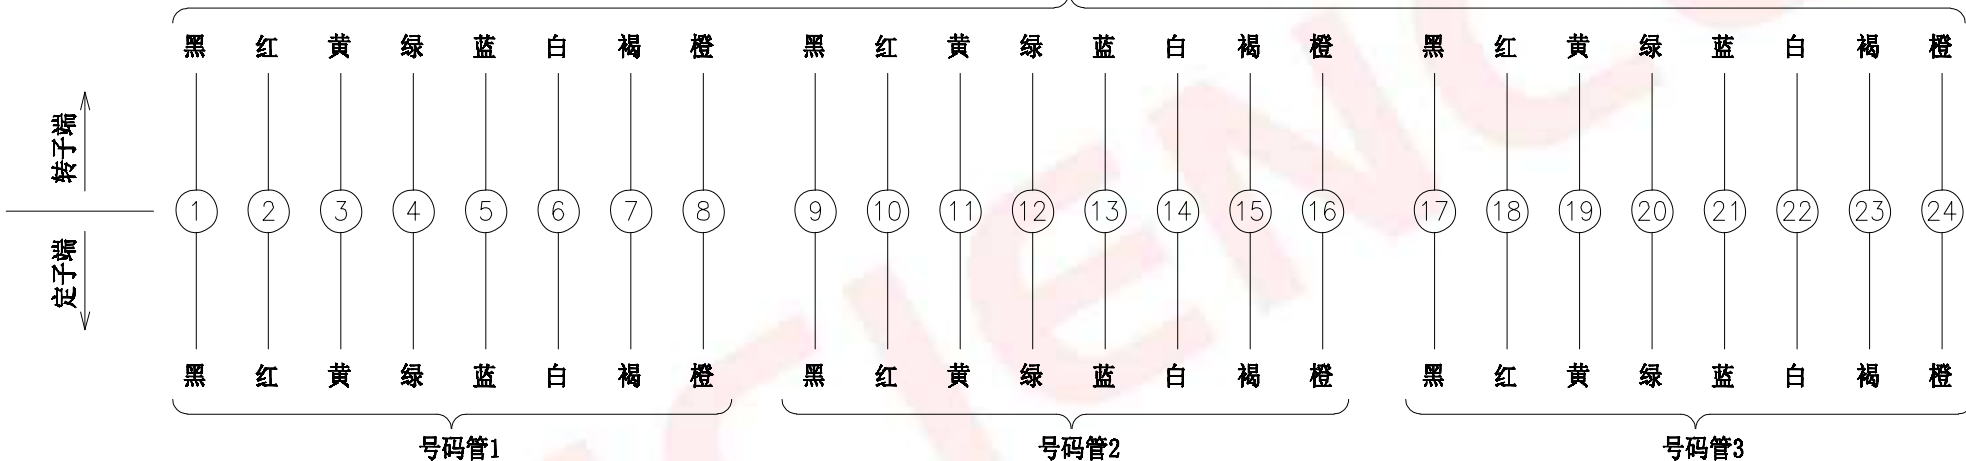 黑 红 黄 绿 蓝 白 褐 橙 黑 红 黄 绿 蓝 白 褐 橙 黑 红 黄 绿 蓝 白 褐 橙
转子端
1 2 3 4 5 6 7 8 9 10 11 12 13 14 15 16 17 18 19 20 21 22 23 24
定子端
黑 红 黄 绿 蓝 白 褐 橙 黑 红 黄 绿 蓝 白 褐 橙 黑 红 黄 绿 蓝 白 褐 橙
号码管1 号码管2 号码管3